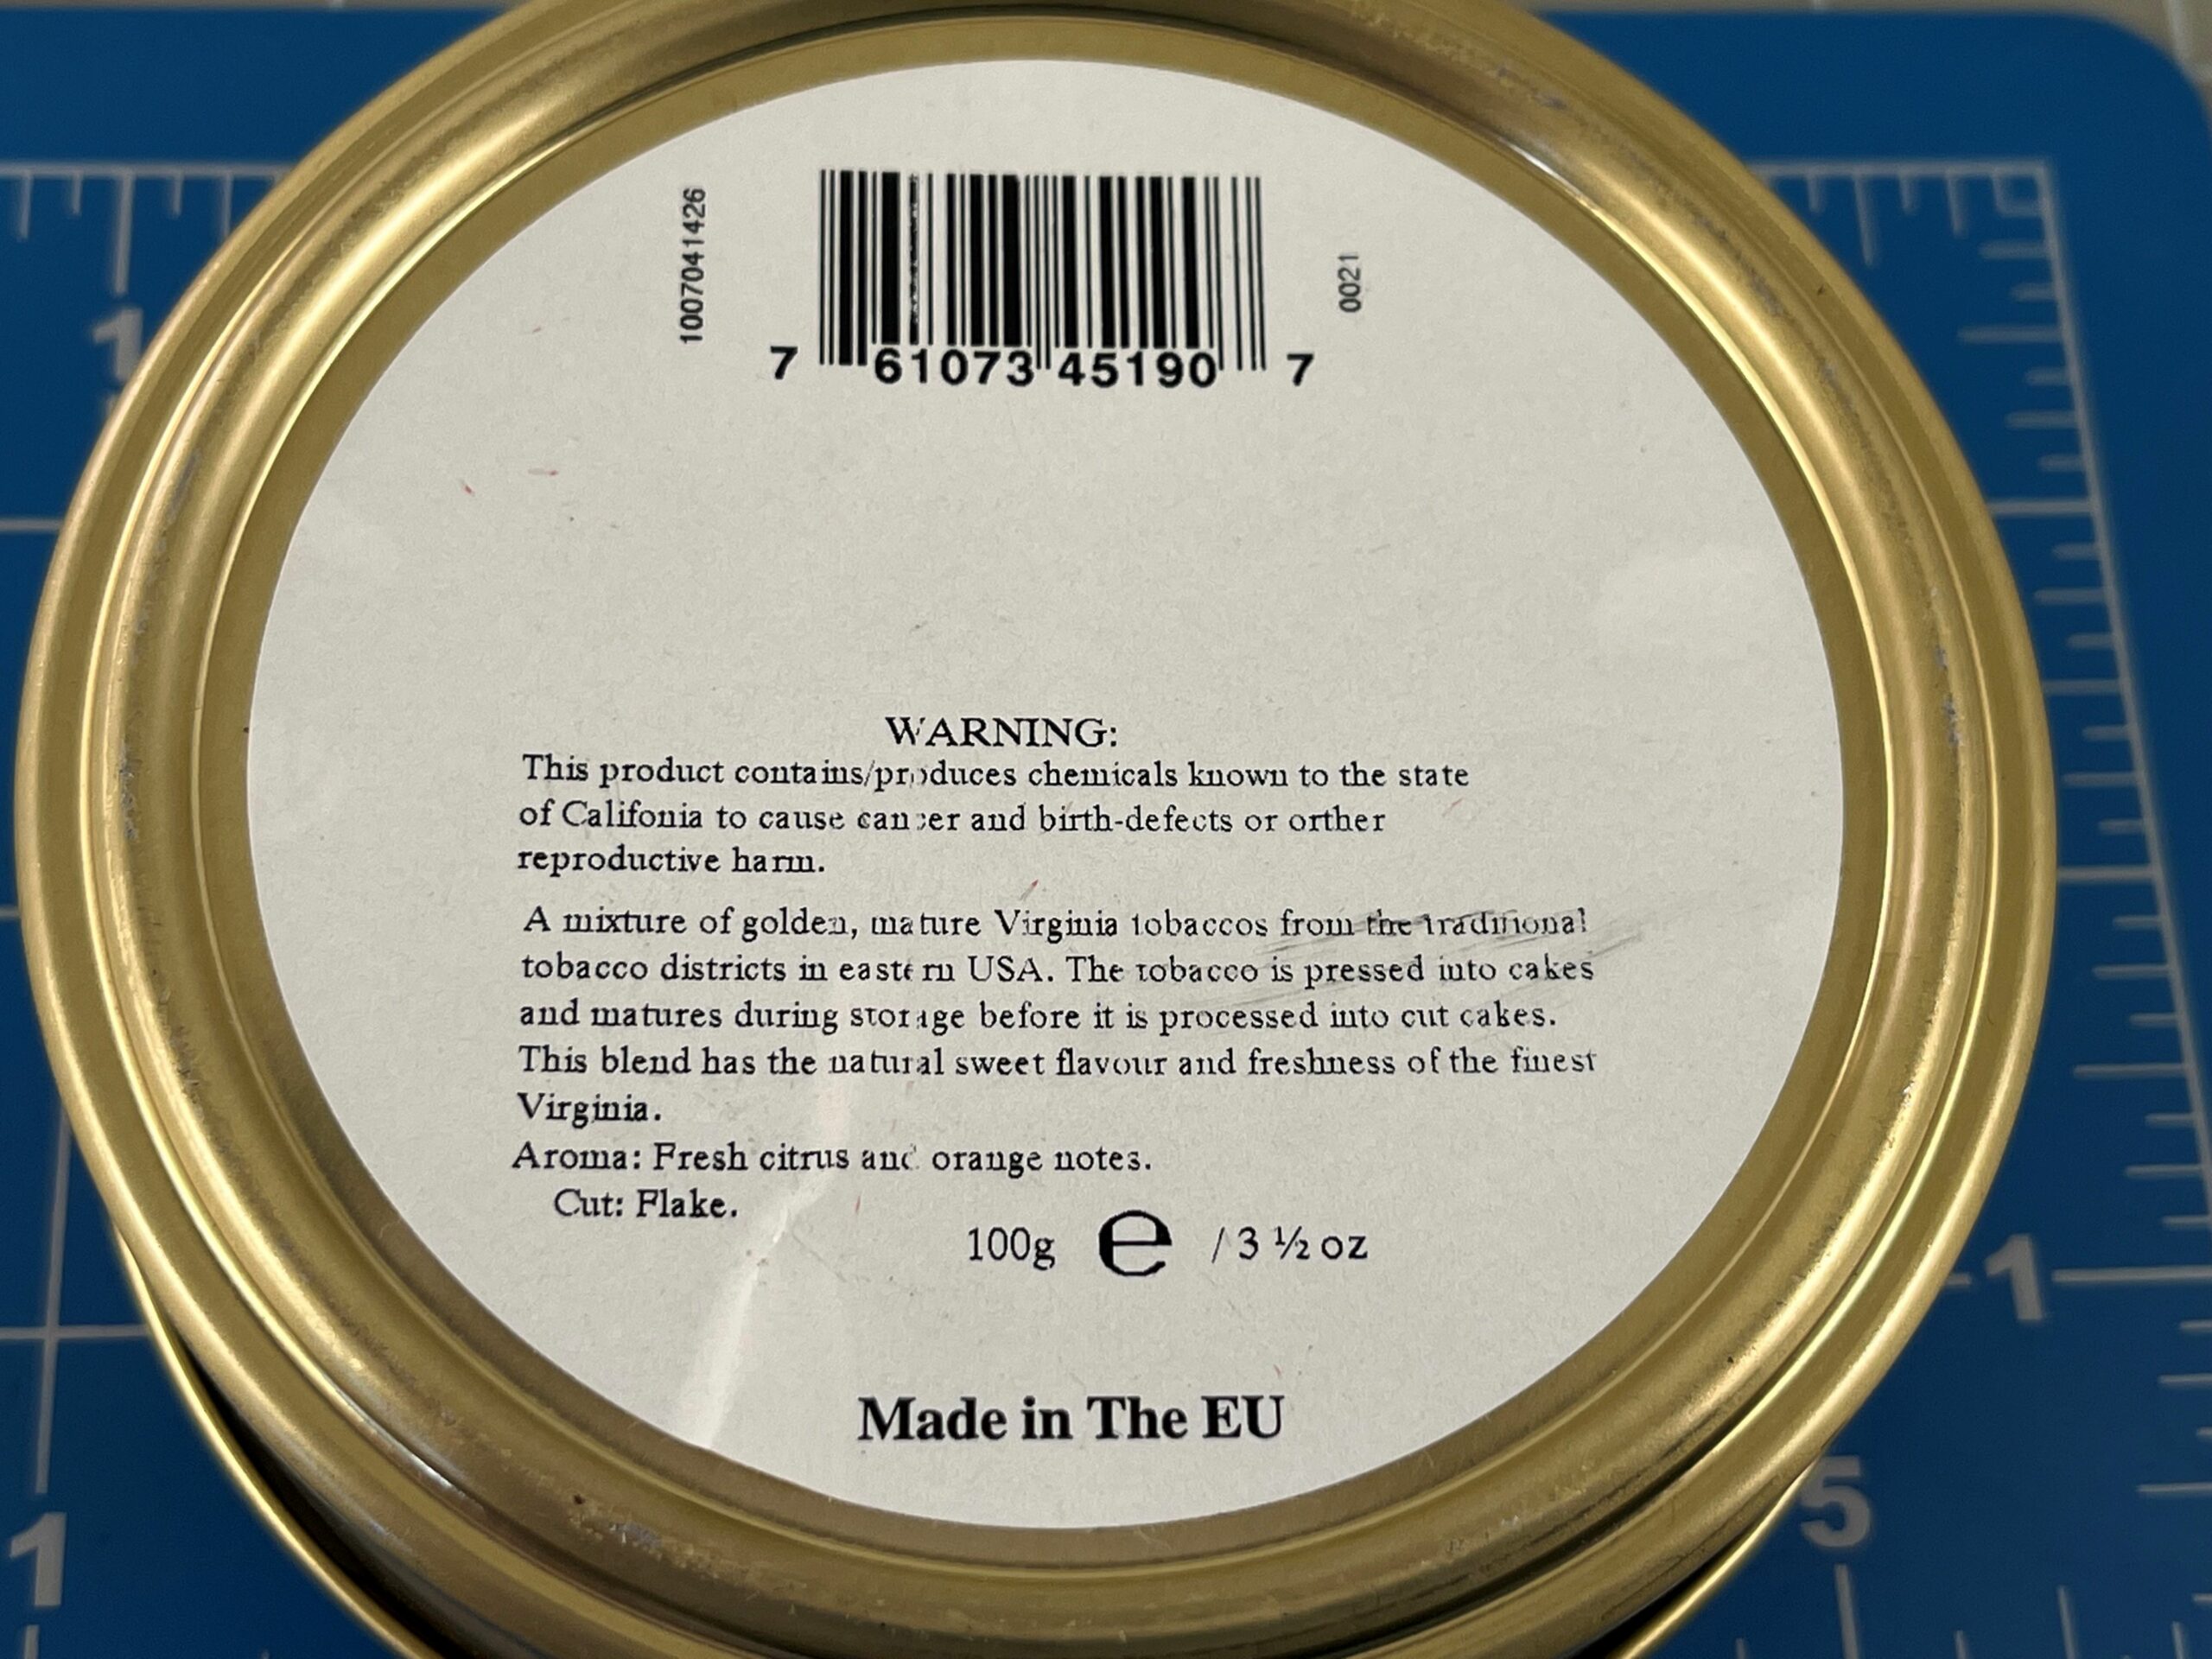 1007041426
0021
7 61073 45190 7
WARNING:
This product contains/produces chemicals known to the state
of Califonia to cause cancer and birth-defects or orther
reproductive harm.
A mixture of golden, mature Virginia tobaccos from the traditional
tobacco districts in eastern USA. The tobacco is pressed into cakes
and matures during storage before it is processed into cut cakes.
This blend has the natural sweet flavour and freshness of the finest
Virginia.
Aroma: Fresh citrus and orange notes.
Cut: Flake.
100g e / 3 ½ oz
Made in The EU
1
1
1
5